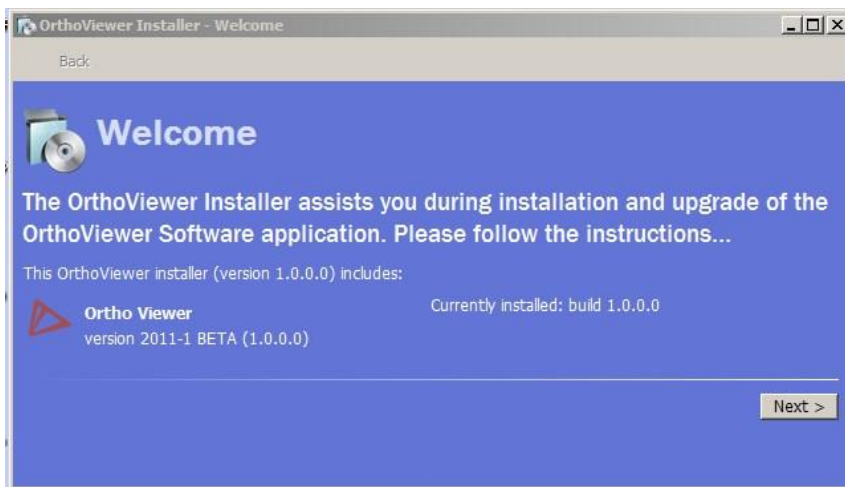 OrthoViewer Installer - Welcome
Back
Welcome
The OrthoViewer Installer assists you during installation and upgrade of the
OrthoViewer Software application. Please follow the instructions...
This OrthoViewer installer (version 1.0.0.0) includes:
Ortho Viewer
Currently installed: build 1.0.0.0
version 2011-1 BETA (1.0.0.0)
Next >